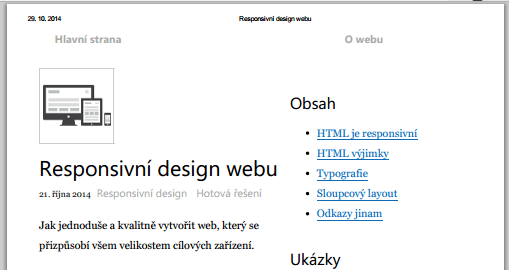 29. 10. 2014 Responsivní design webu
Hlavní strana O webu
Responsivní design webu
21. října 2014 Responsivní design Hotová řešení
Jak jednoduše a kvalitně vytvořit web, který se
přizpůsobí všem velikostem cílových zařízení.
Obsah
HTML je responsivní
HTML výjimky
Typografie
Sloupcový layout
Odkazy jinam
Ukázky